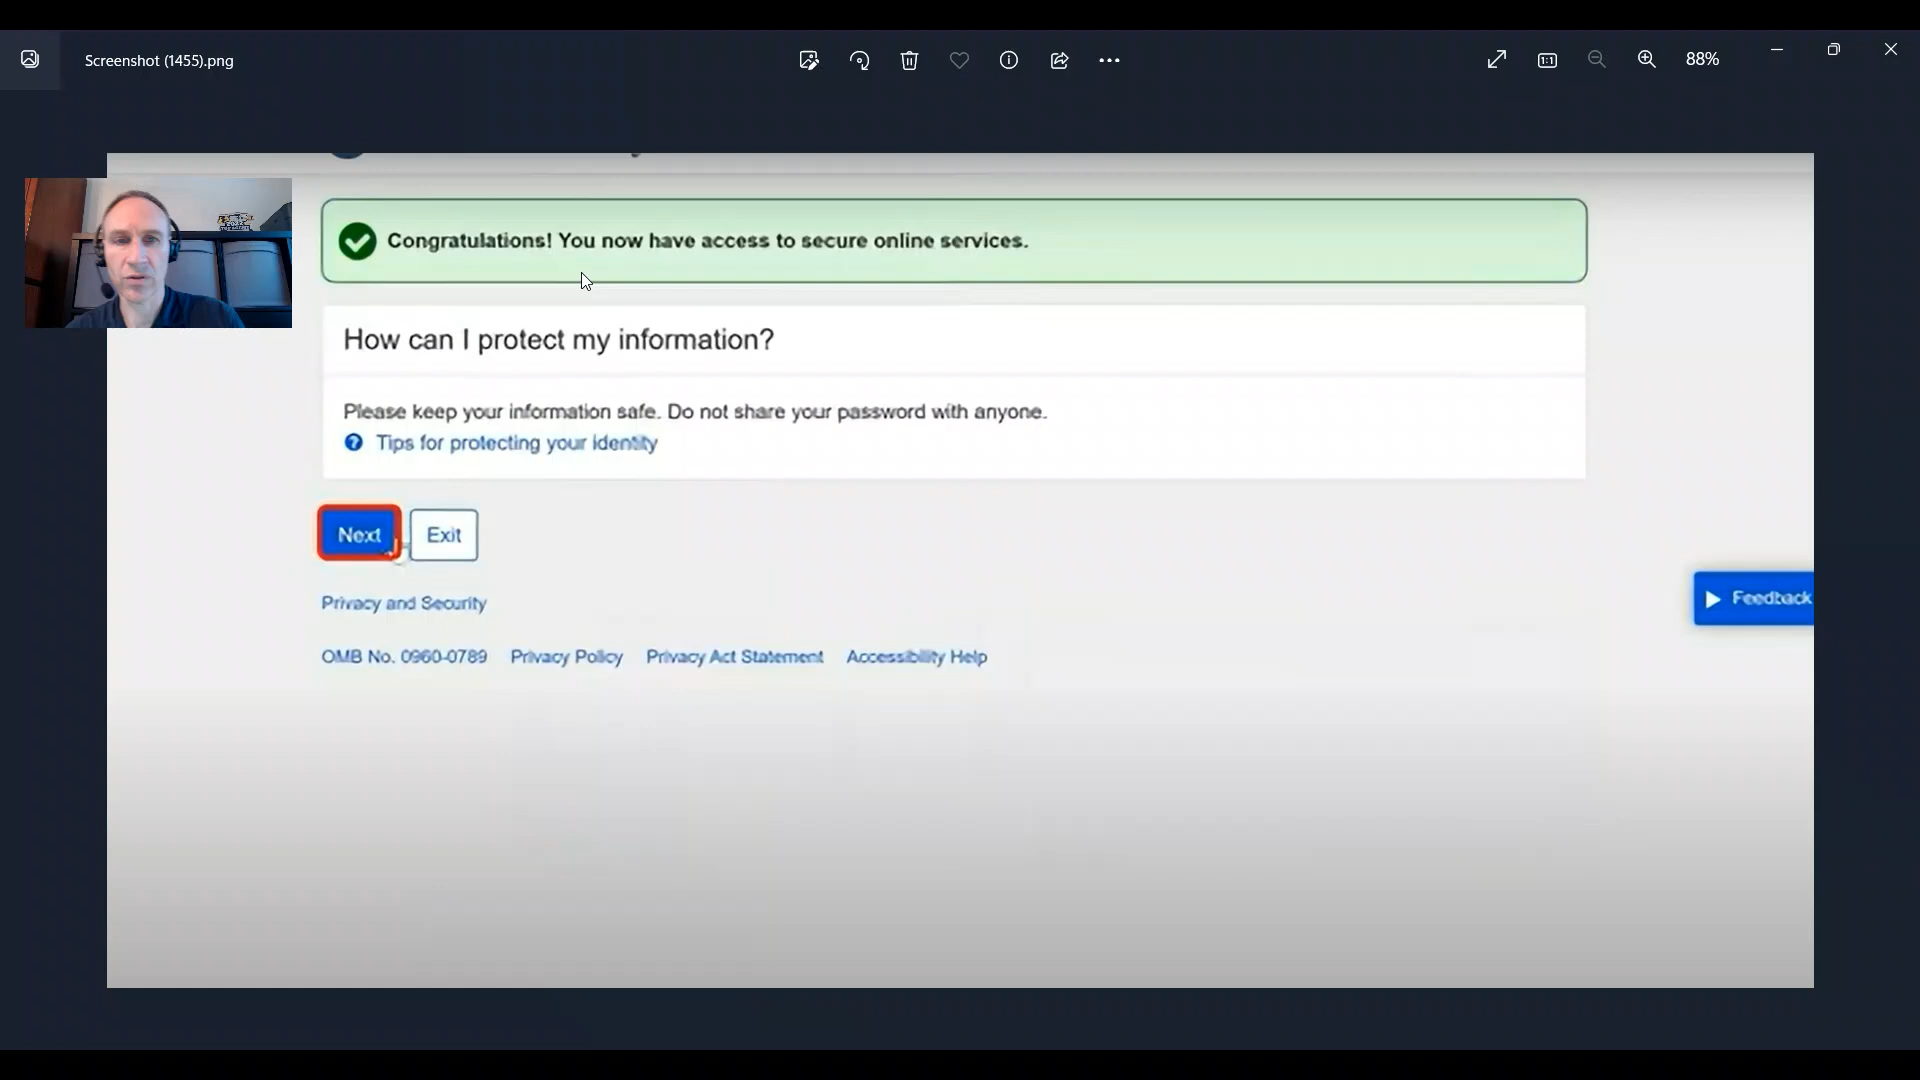 Screenshot (1455).png
88%
Congratulations! You now have access to secure online services.
How can I protect my information?
Please keep your information safe. Do not share your password with anyone.
Tips for protecting your identity
Next Exit
Feedback
Privacy and Security
OMB No. 0960-0789 Privacy Policy Privacy Act Statement Accessibility Help